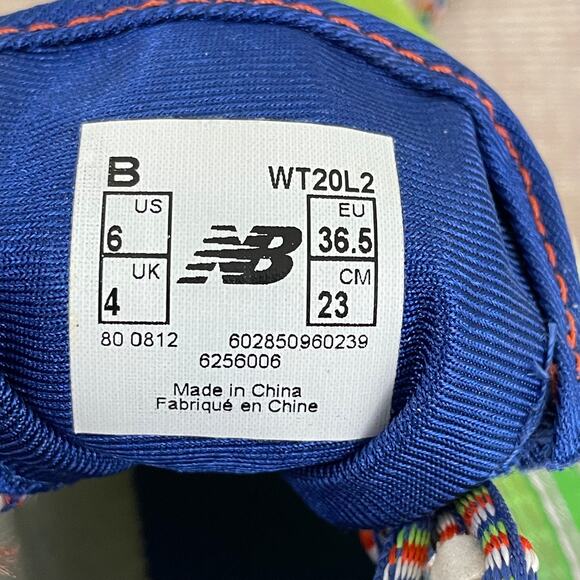 B WT20L2
US 6 EU 36.5
UK 4 NB CM 23
80 0812 602850960239
6256006
Made in China
Fabriqué en Chine